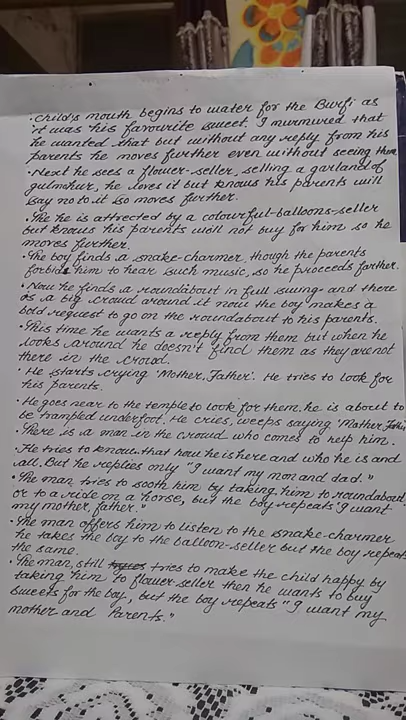 • Child's mouth begins to water for the Burfi as
it was his favourite sweet. I murmured that
he wanted that but without any reply from his
parents he moves further even without seeing them
• Next he sees a flower-seller, selling a garland of
gulmohur, he loves it but knows his parents will
say no to it so moves further.
• The he is attracted by a colourful-balloons-seller
but knows his parents will not buy for him so he
moves further.
• The boy finds a snake-charmer, though the parents
forbids him to hear such music, so he proceeds farther.
• Now he finds a roundabout in full swing and there
is a big crowd around it now the boy makes a
bold request to go on the roundabout to his parents.
• This time he wants a reply from them but when he
looks around he doesn't find them as they are not
there in the crowd.
• He starts crying 'Mother, Father'. He tries to look for
his parents.
• He goes near to the temple to look for them, he is about to
be trampled underfoot. He cries, weeps saying 'Mother,
• There is a man in the crowd who comes to help him.
• He tries to know that how he is here and who he is and
all. But he replies only "I want my mom and dad."
• The man tries to sooth him by taking him to roundabout
or to a ride on a horse, but the boy repeats "I want
my mother, father."
• The man offers him to listen to the snake-charmer
he takes the boy to the balloon-seller but the boy repeats
the same.
• The man still tries to make the child happy by
taking him to flower-seller then he wants to buy
sweets for the boy, but the boy repeats "I want my
mother and Parents."